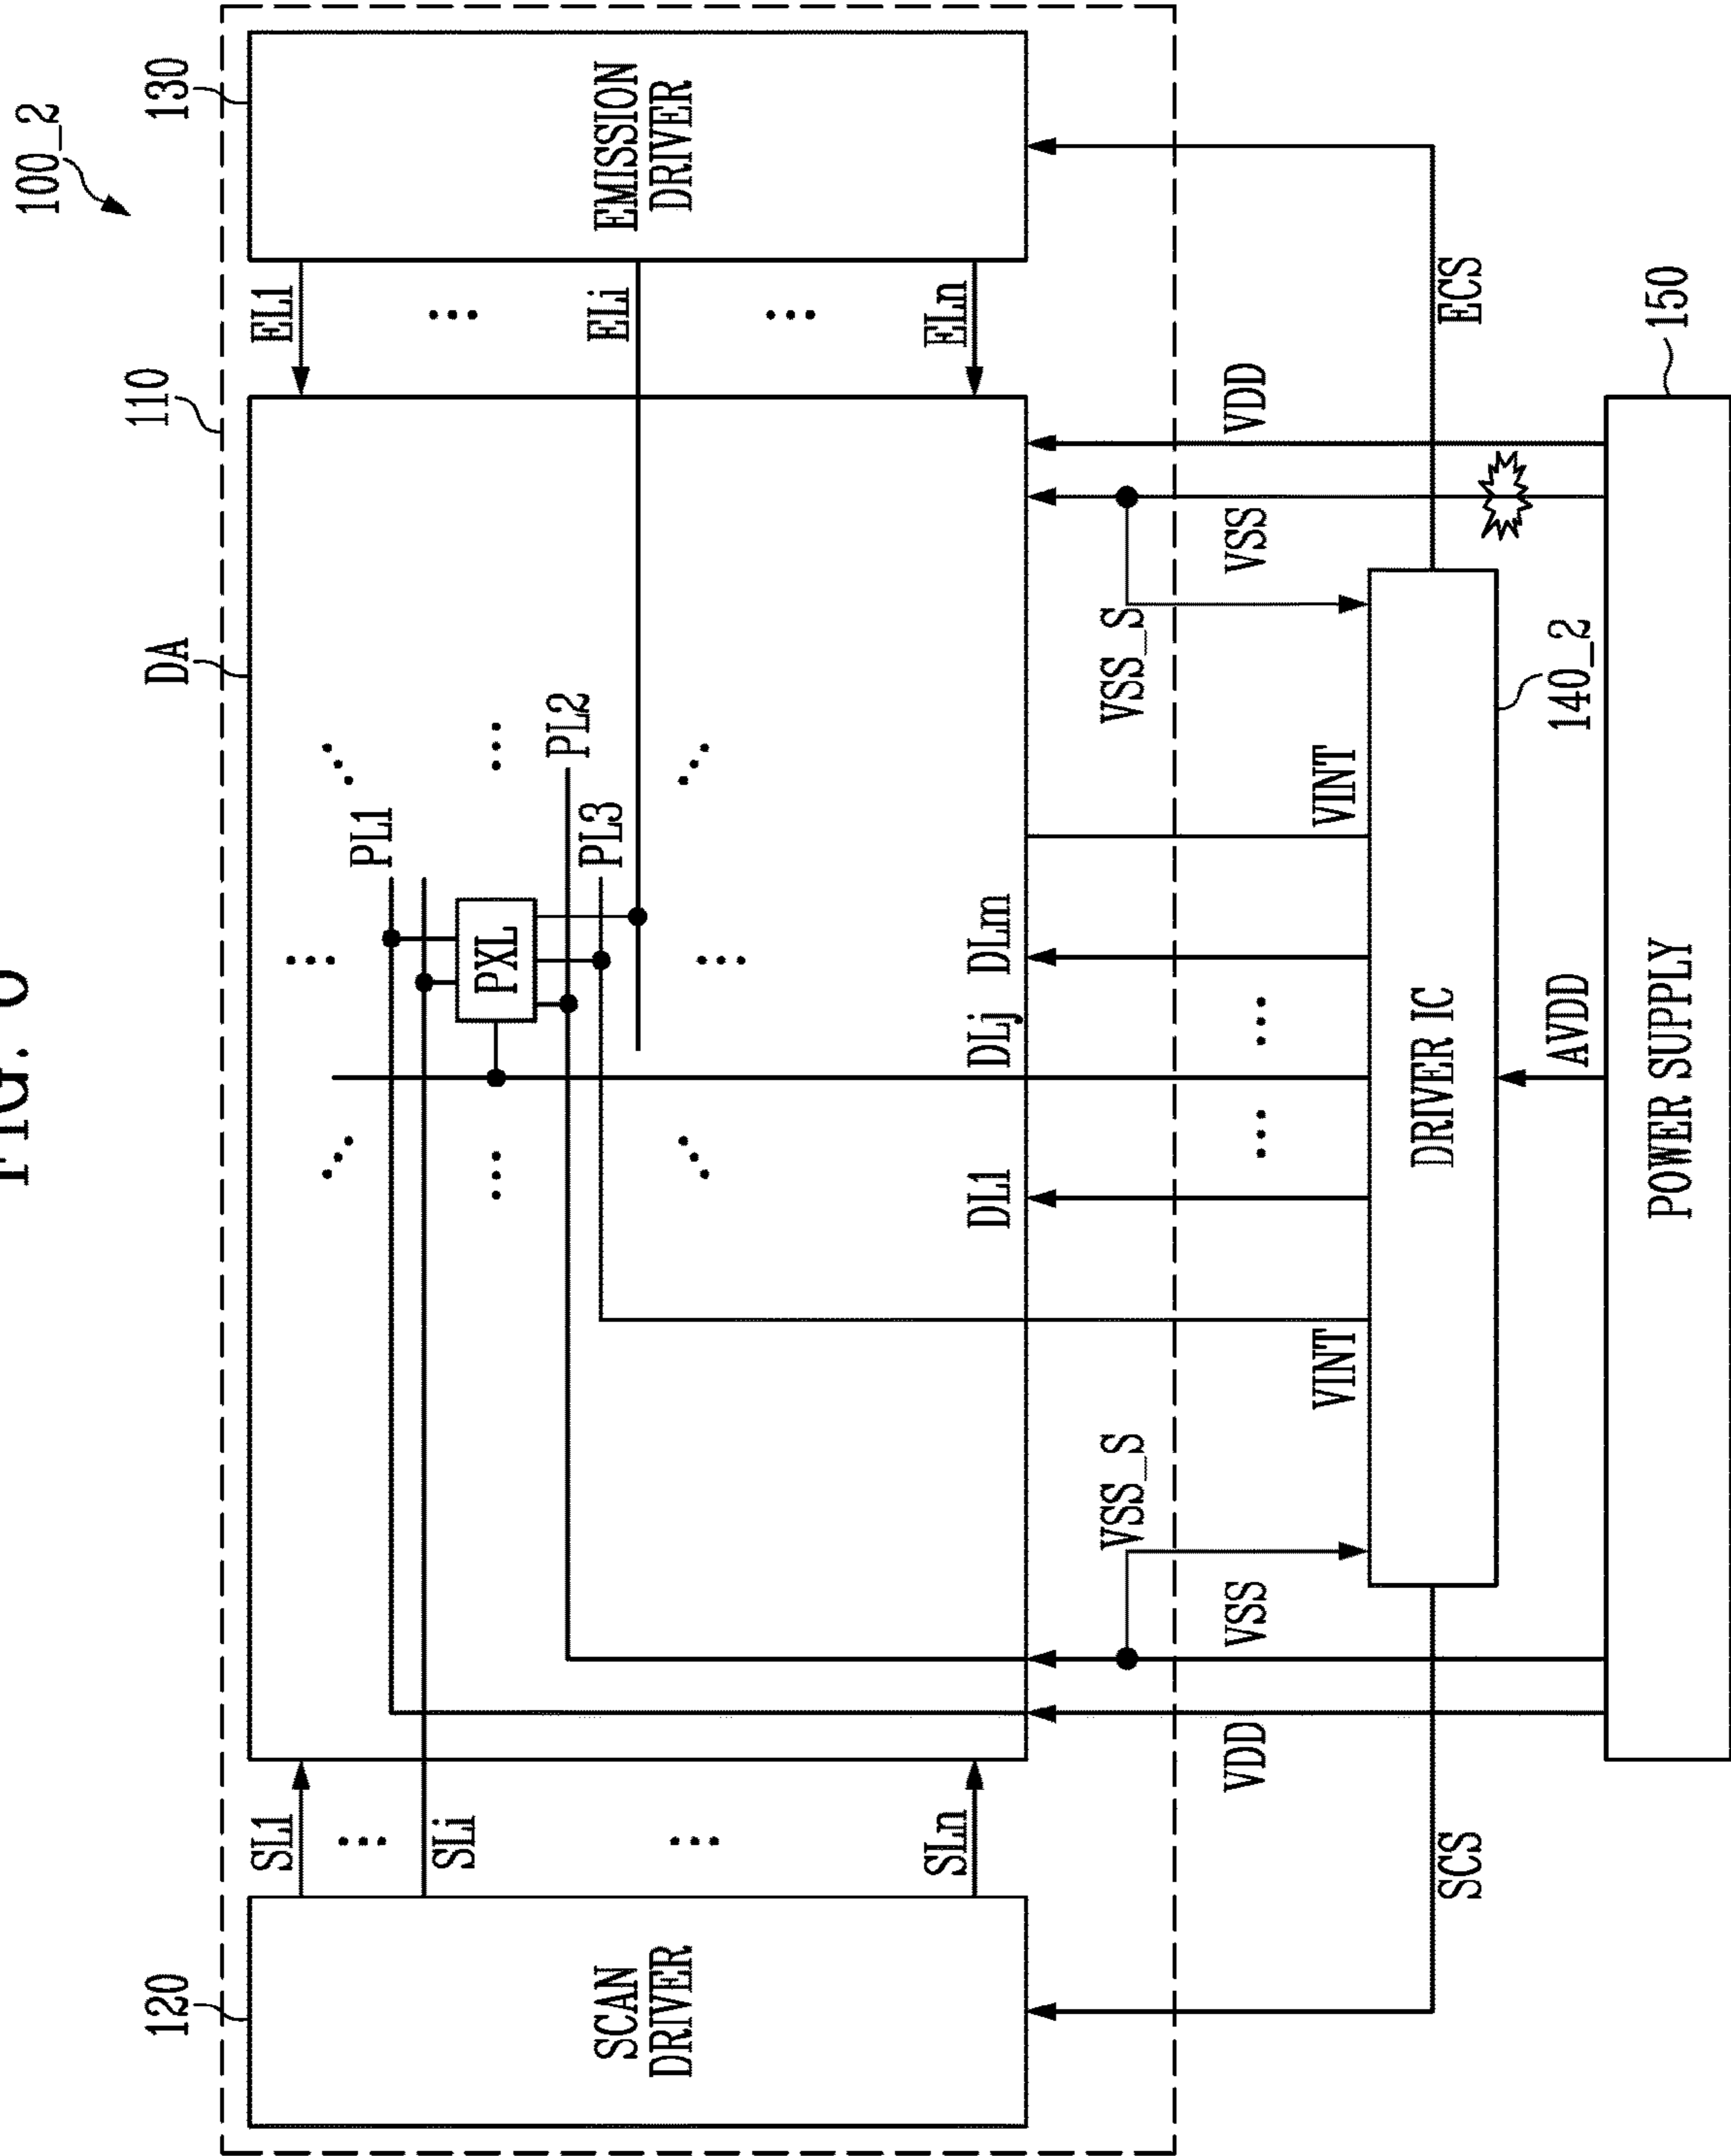 FIG.
100_2
120
DA
110
130
SL1
EL1
PL1
SLi
PXL
PL2
PL3
ELi
SCAN
DRIVER
EMISSION
DRIVER
SLn
DL1
DLj
DLm
ELn
VSS_S
VSS_S
VDD
VSS
VSS
VDD
VINT
VINT
SCS
DRIVER IC
ECS
AVDD
140_2
POWER SUPPLY
150